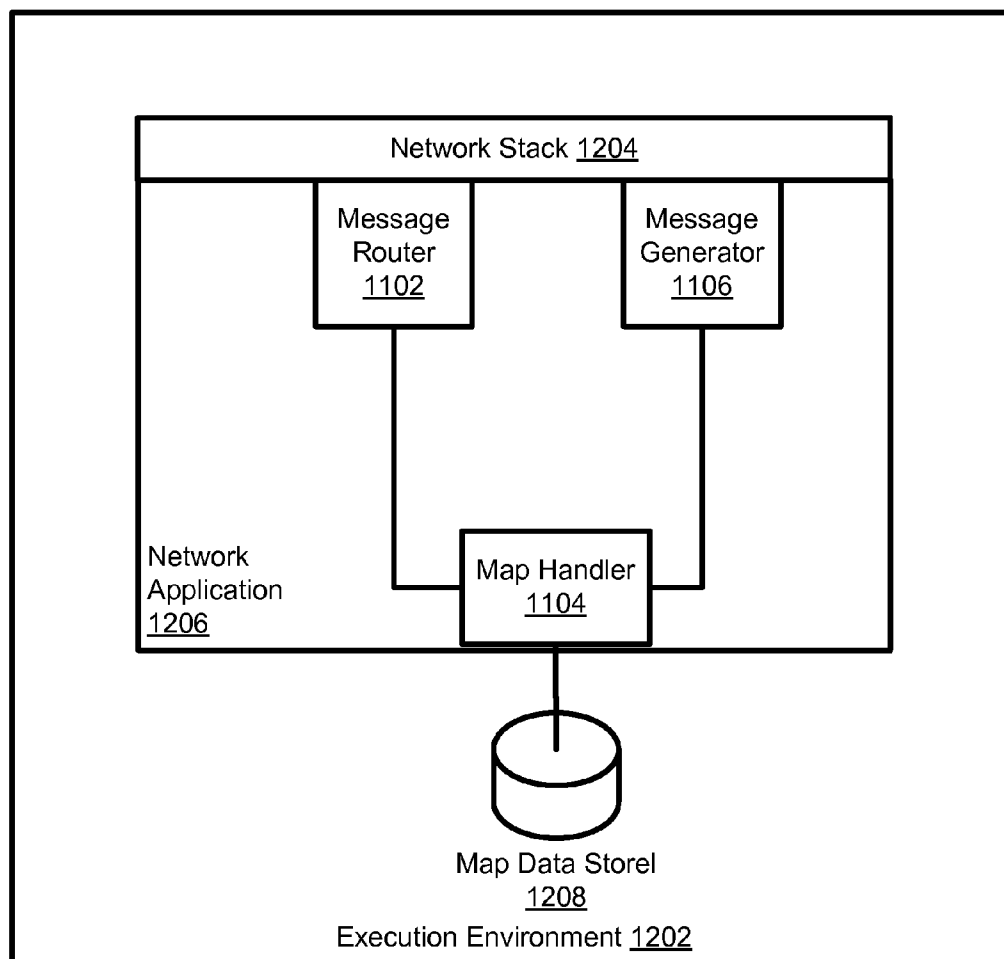 Network Stack 1204
Message
Router
1102
Message
Generator
1106
Map Handler
1104
Network
Application
1206
Map Data Storel
1208
Execution Environment 1202